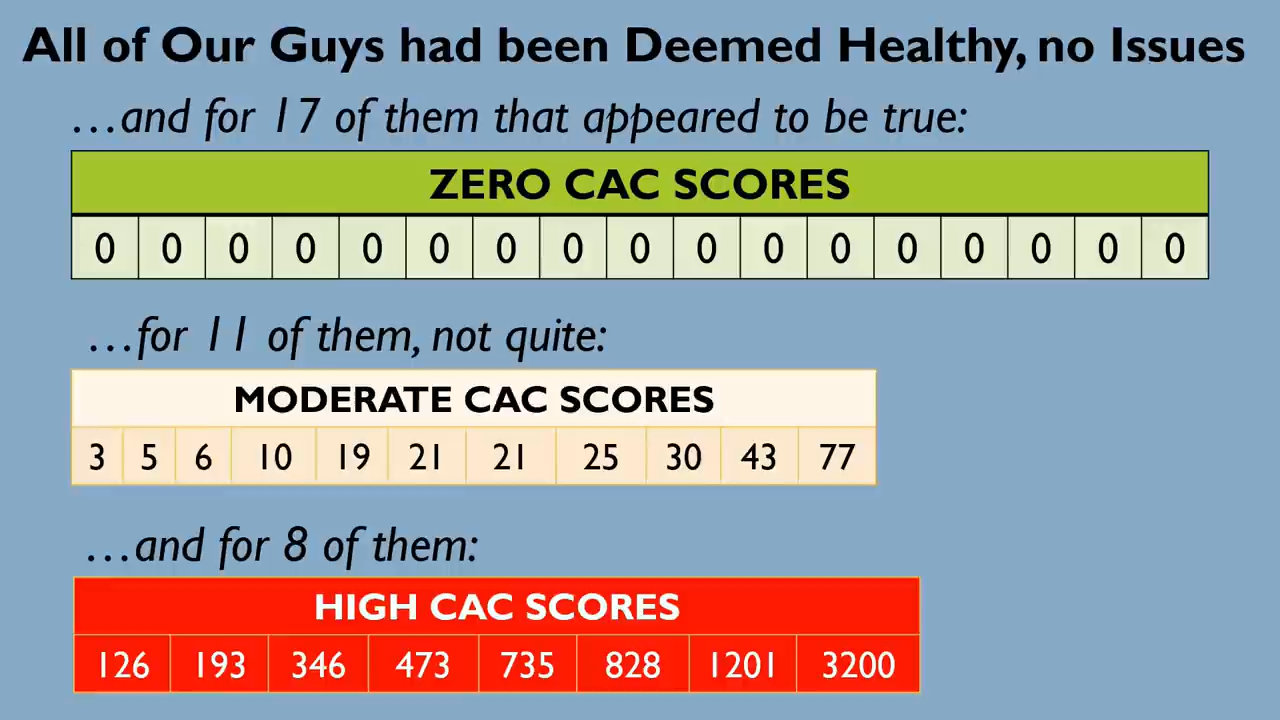 All of Our Guys had been Deemed Healthy, no Issues
…and for 17 of them that appeared to be true:
ZERO CAC SCORES
0 0 0 0 0 0 0 0 0 0 0 0 0 0 0 0 0
…for 11 of them, not quite:
MODERATE CAC SCORES
3 5 6 10 19 21 21 25 30 43 77
…and for 8 of them:
HIGH CAC SCORES
126 193 346 473 735 828 1201 3200